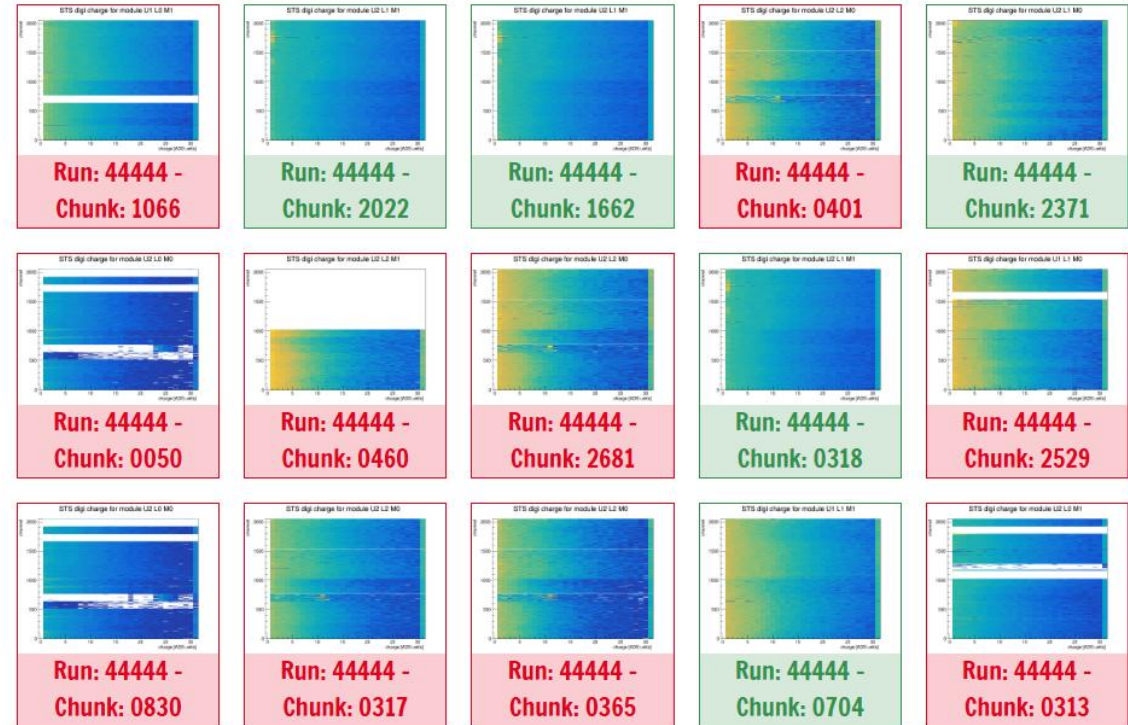 STS digi charge for module U1 L0 M1
Run: 44444 -
Chunk: 1066
STS digi charge for module U2 L1 M1
Run: 44444 -
Chunk: 2022
STS digi charge for module U2 L1 M1
Run: 44444 -
Chunk: 1662
STS digi charge for module U2 L2 M0
Run: 44444 -
Chunk: 0401
STS digi charge for module U2 L1 M0
Run: 44444 -
Chunk: 2371
STS digi charge for module U2 L0 M0
Run: 44444 -
Chunk: 0050
STS digi charge for module U2 L2 M1
Run: 44444 -
Chunk: 0460
STS digi charge for module U2 L2 M0
Run: 44444 -
Chunk: 2681
STS digi charge for module U2 L1 M1
Run: 44444 -
Chunk: 0318
STS digi charge for module U1 L1 M0
Run: 44444 -
Chunk: 2529
STS digi charge for module U2 L0 M0
Run: 44444 -
Chunk: 0830
STS digi charge for module U2 L2 M0
Run: 44444 -
Chunk: 0317
STS digi charge for module U2 L2 M0
Run: 44444 -
Chunk: 0365
STS digi charge for module U1 L1 M1
Run: 44444 -
Chunk: 0704
STS digi charge for module U2 L0 M1
Run: 44444 -
Chunk: 0313